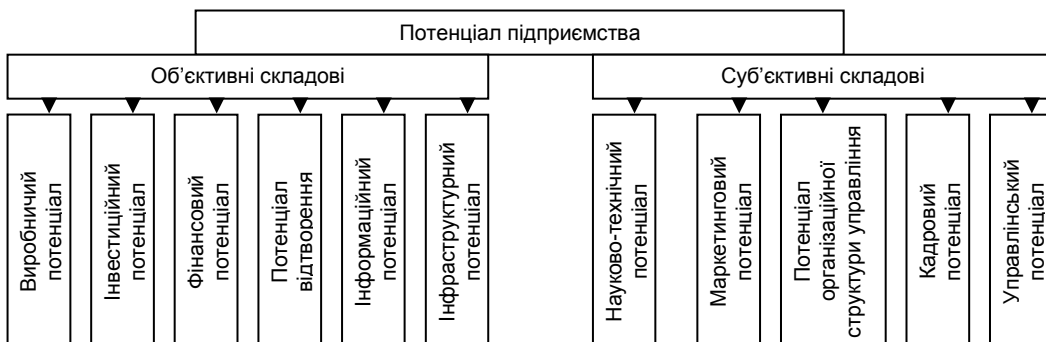 Потенціал підприємства
Об’єктивні складові
Суб’єктивні складові
Виробничий
потенціал
Інвестиційний
потенціал
Фінансовий
потенціал
Потенціал
відтворення
Інформаційний
потенціал
Інфраструктурний
потенціал
Науково-технічний
потенціал
Маркетинговий
потенціал
Потенціал
організаційної
структури управління
Кадровий
потенціал
Управлінський
потенціал